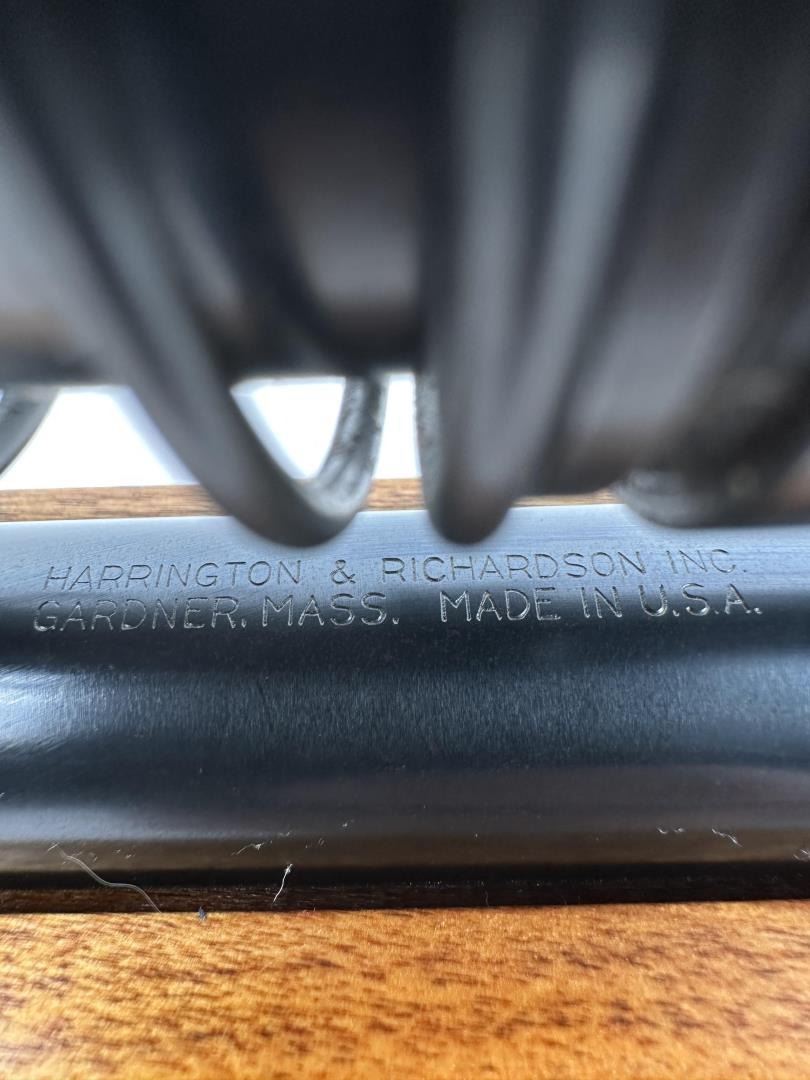 HARRINGTON & RICHARDSON INC.
GARDNER, MASS. MADE IN U.S.A.